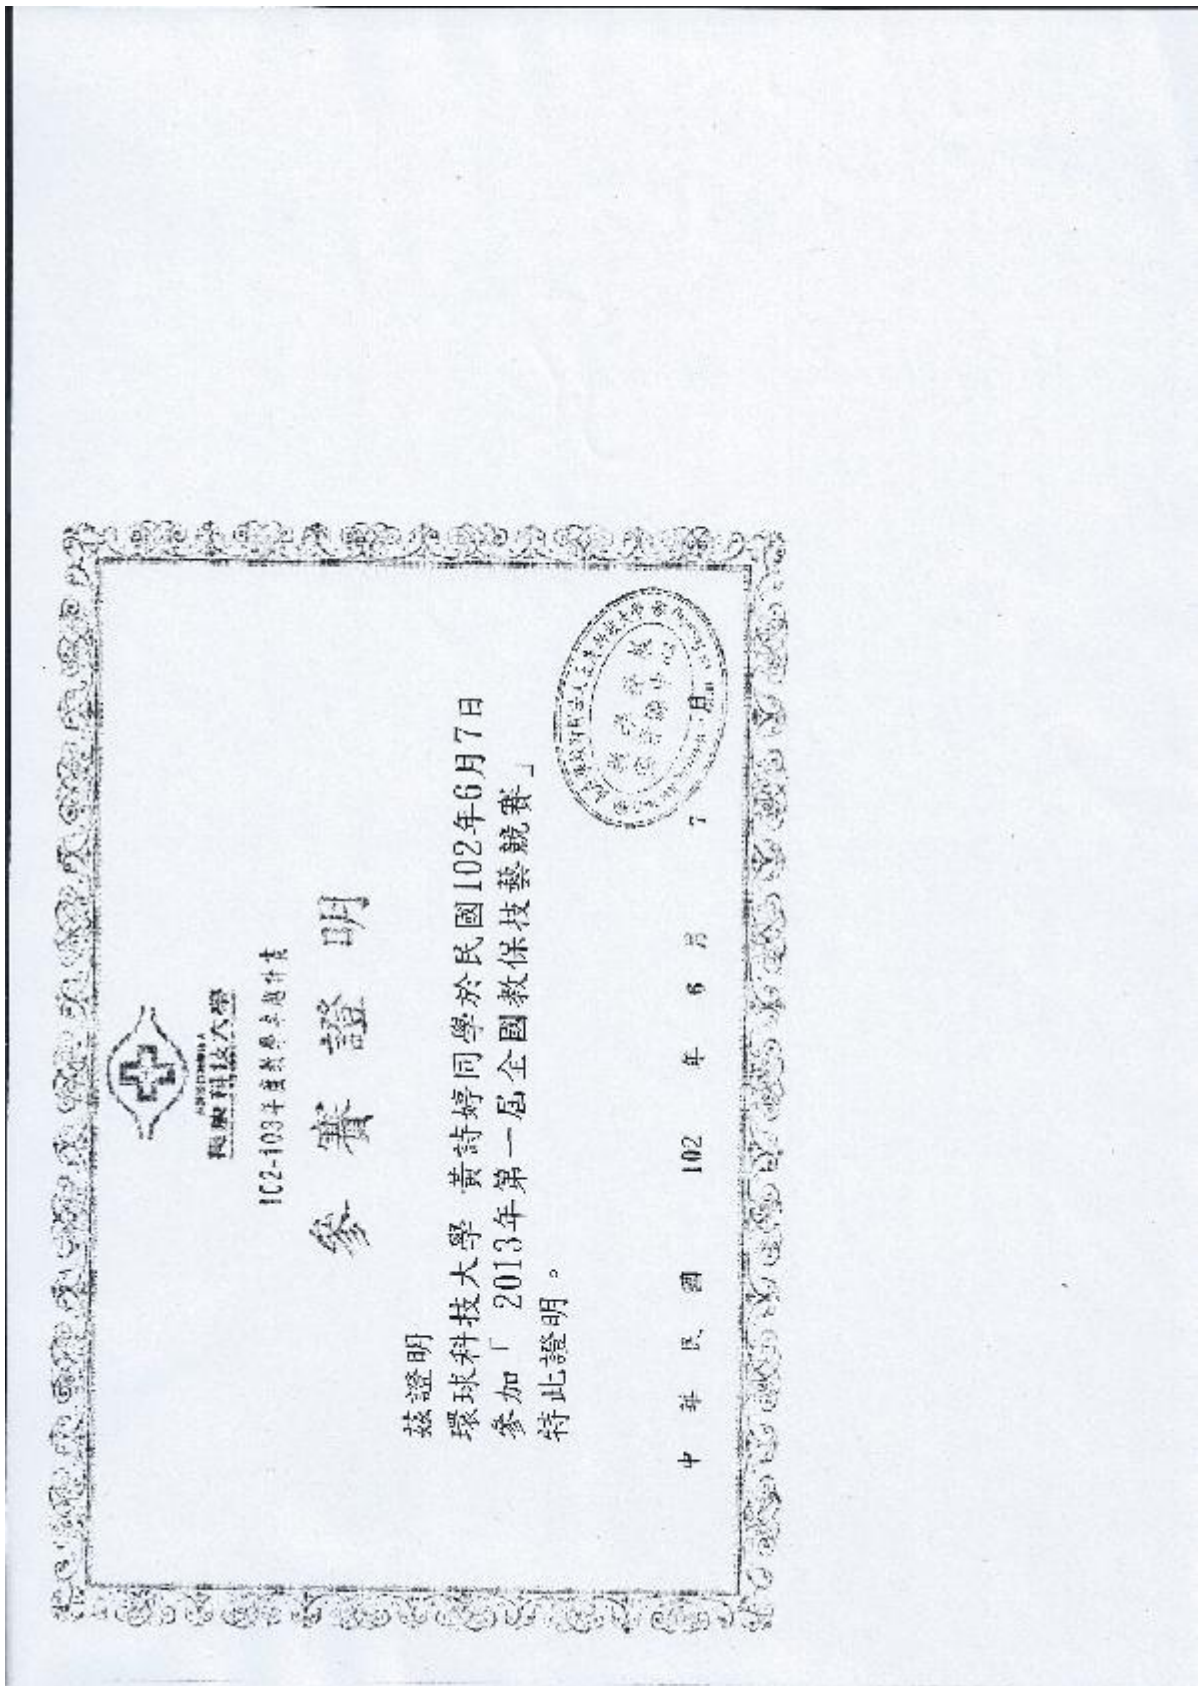 科技大學
102-103年度教學卓越計畫
參賽證明
茲證明
環球科技大學 黃詩婷同學於民國102年6月7日
參加「2013年第一屆全國教保技藝競賽」
特此證明。
中華民國 102 年 6 月 7 日